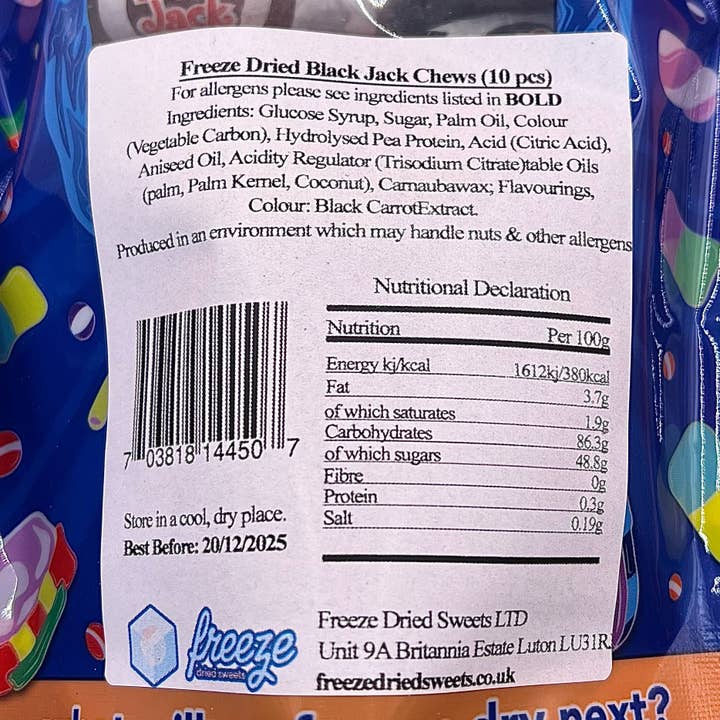 Jack
Freeze Dried Black Jack Chews (10 pcs)
For allergens please see ingredients listed in BOLD
Ingredients: Glucose Syrup, Sugar, Palm Oil, Colour
(Vegetable Carbon), Hydrolysed Pea Protein, Acid (Citric Acid),
Aniseed Oil, Acidity Regulator (Trisodium Citrate)table Oils
(palm, Palm Kernel, Coconut), Carnaubawax; Flavourings,
Colour: Black CarrotExtract.
Produced in an environment which may handle nuts & other allergens
Nutritional Declaration
Nutrition Per 100g
Energy kj/kcal 1612kj/380kcal
Fat 3.7g
of which saturates 1.9g
Carbohydrates 86.3g
of which sugars 48.8g
Fibre 0g
Protein 0.3g
Salt 0.19g
7 03818 14450 7
Store in a cool, dry place.
Best Before: 20/12/2025
freeze
dried sweets
Freeze Dried Sweets LTD
Unit 9A Britannia Estate Luton LU31R
freezedriedsweets.co.uk
dry next?